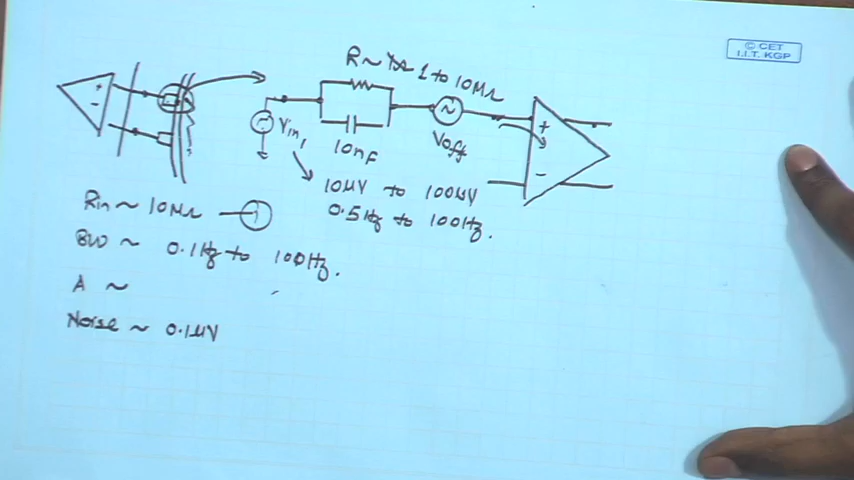 © CET
I.I.T. KGP
R ~ 1 to 10MΩ
+
-
Vin,
10nF
Voff
+
-
10μV to 100μV
0.5Hz to 100Hz.
Rin ~ 10MΩ
1
BW ~ 0.1Hz to 100Hz.
A ~
Noise ~ 0.1μV